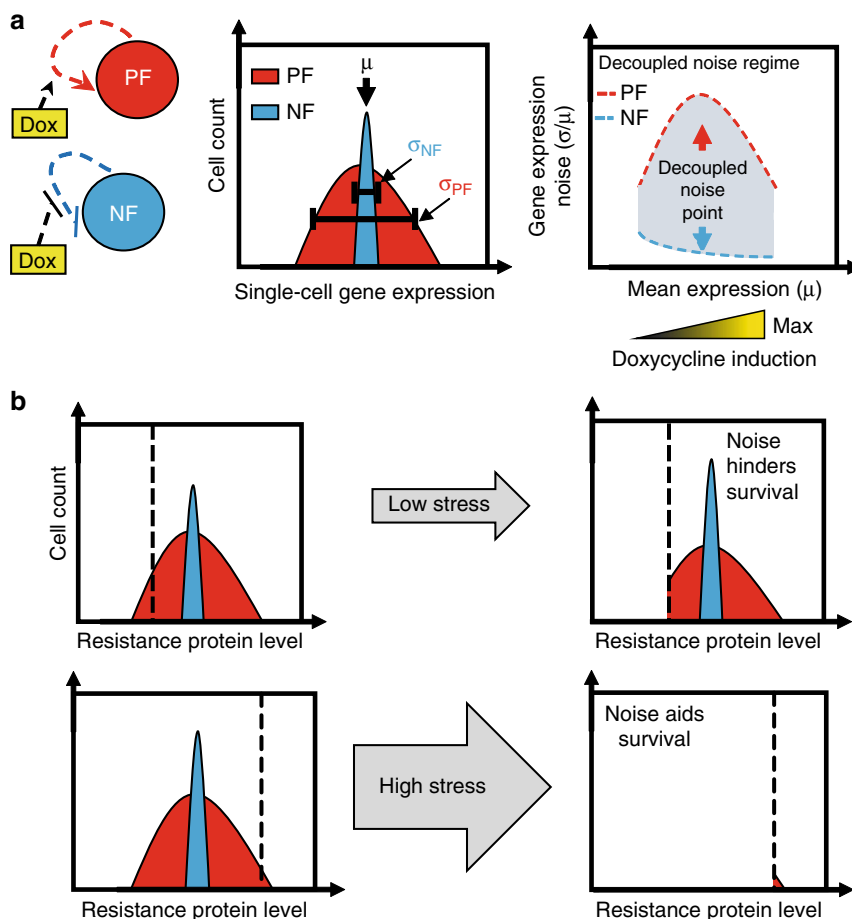 a
PF
Dox
NF
Dox
PF
NF
μ
σNF
σPF
Cell count
Single-cell gene expression
Decoupled noise regime
PF
NF
Decoupled
noise
point
Gene expression
noise (σ/μ)
Mean expression (μ)
Max
Doxycycline induction
b
Cell count
Resistance protein level
Low stress
Noise
hinders
survival
Resistance protein level
Resistance protein level
High stress
Noise aids
survival
Resistance protein level